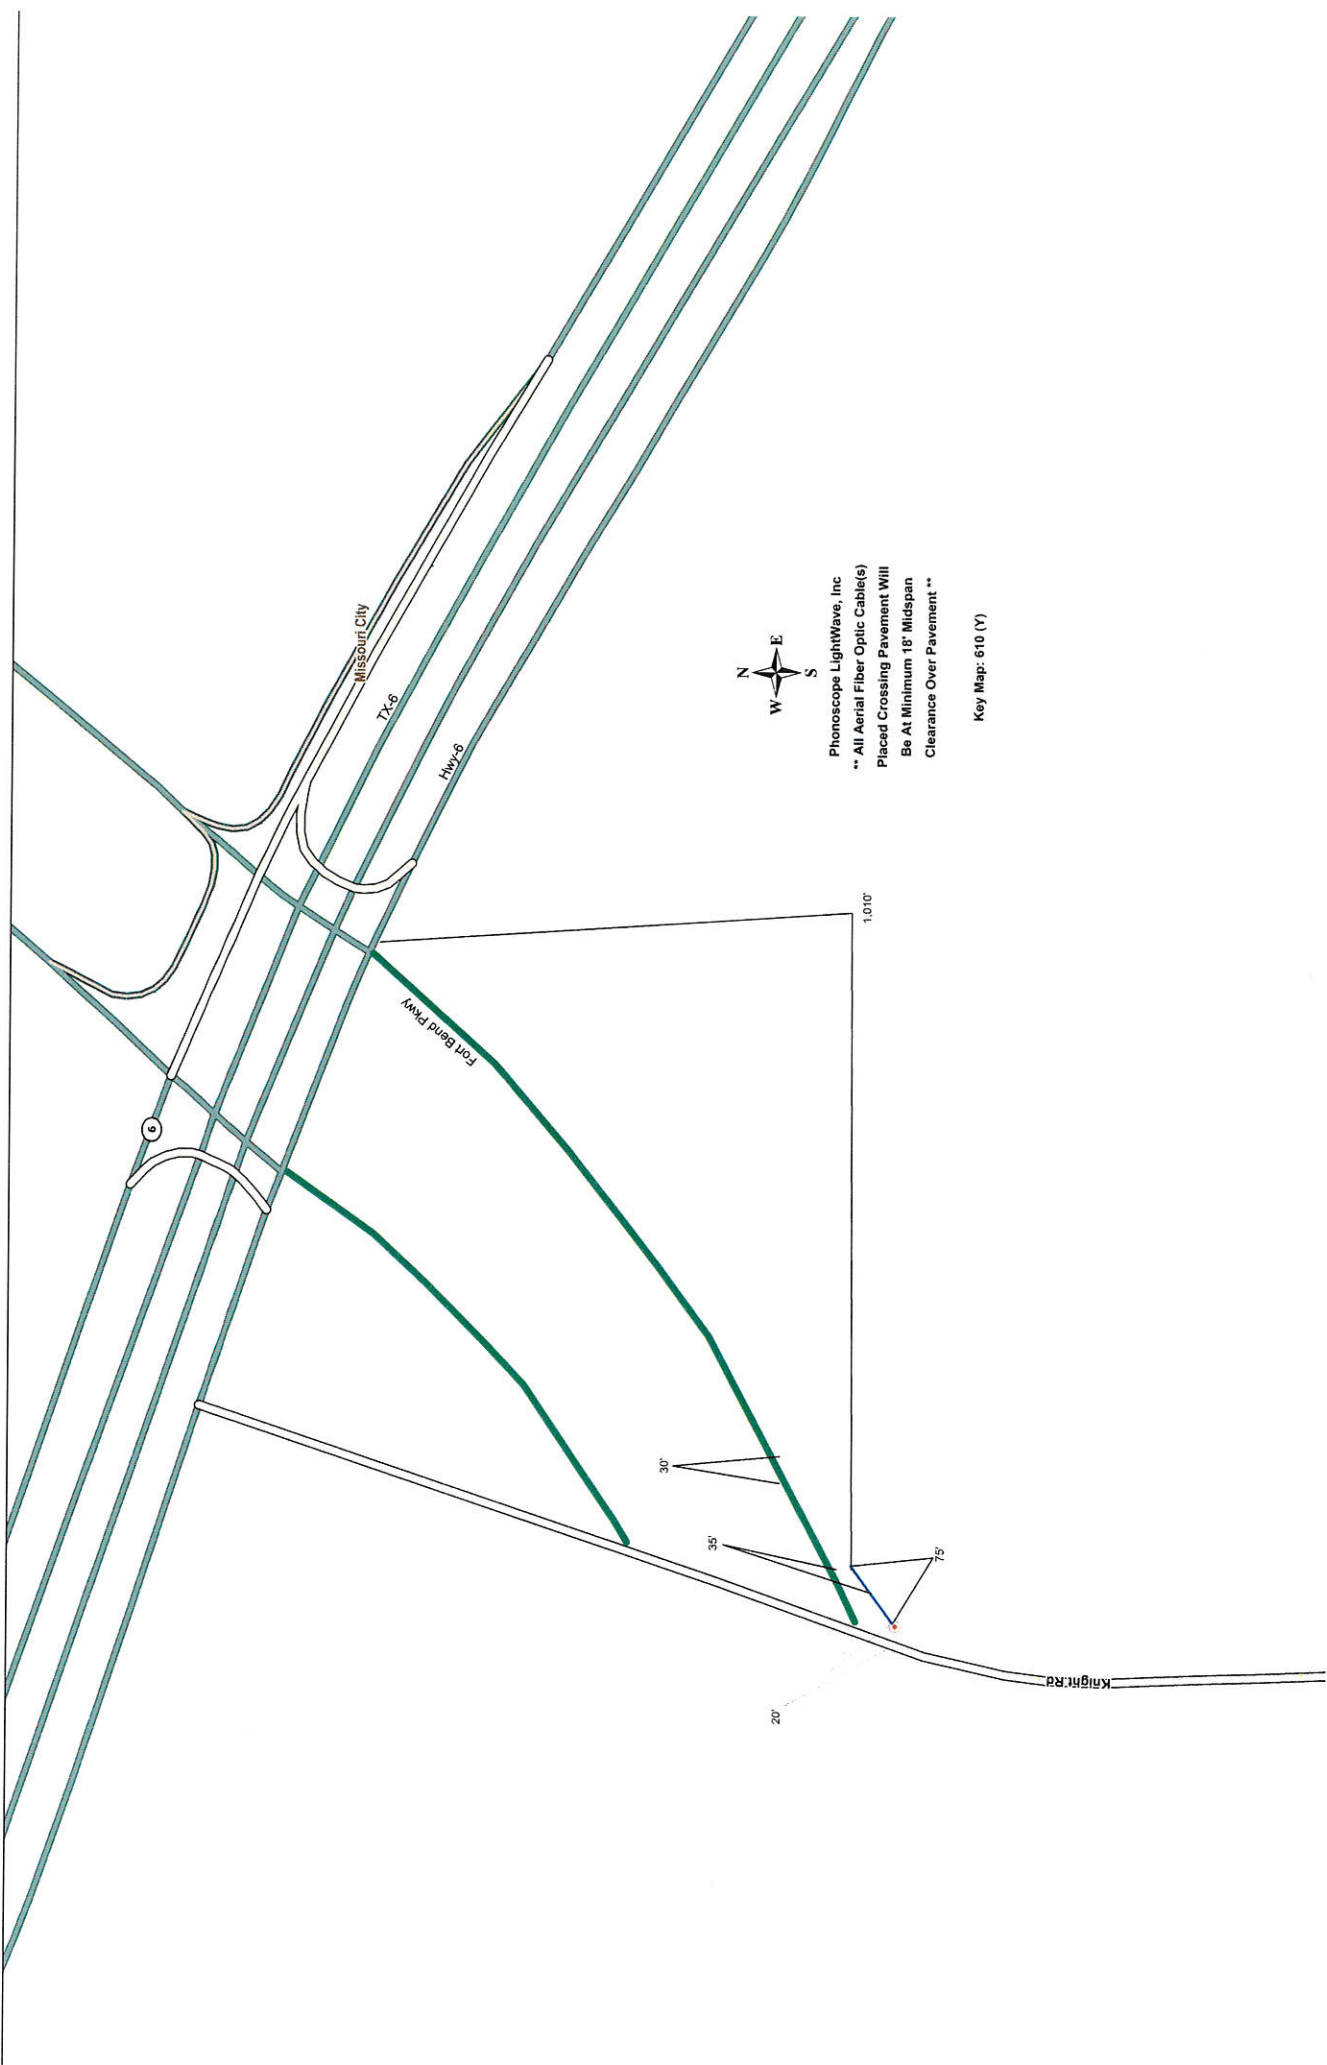 Missouri City
TX-6
Hwy-6
6
Fort Bend Pkwy
1,010'
30'
35'
75'
20'
Knight Rd
N
W E
S
Phonoscope LightWave, Inc
** All Aerial Fiber Optic Cable(s)
Placed Crossing Pavement Will
Be At Minimum 18' Midspan
Clearance Over Pavement **
Key Map: 610 (Y)